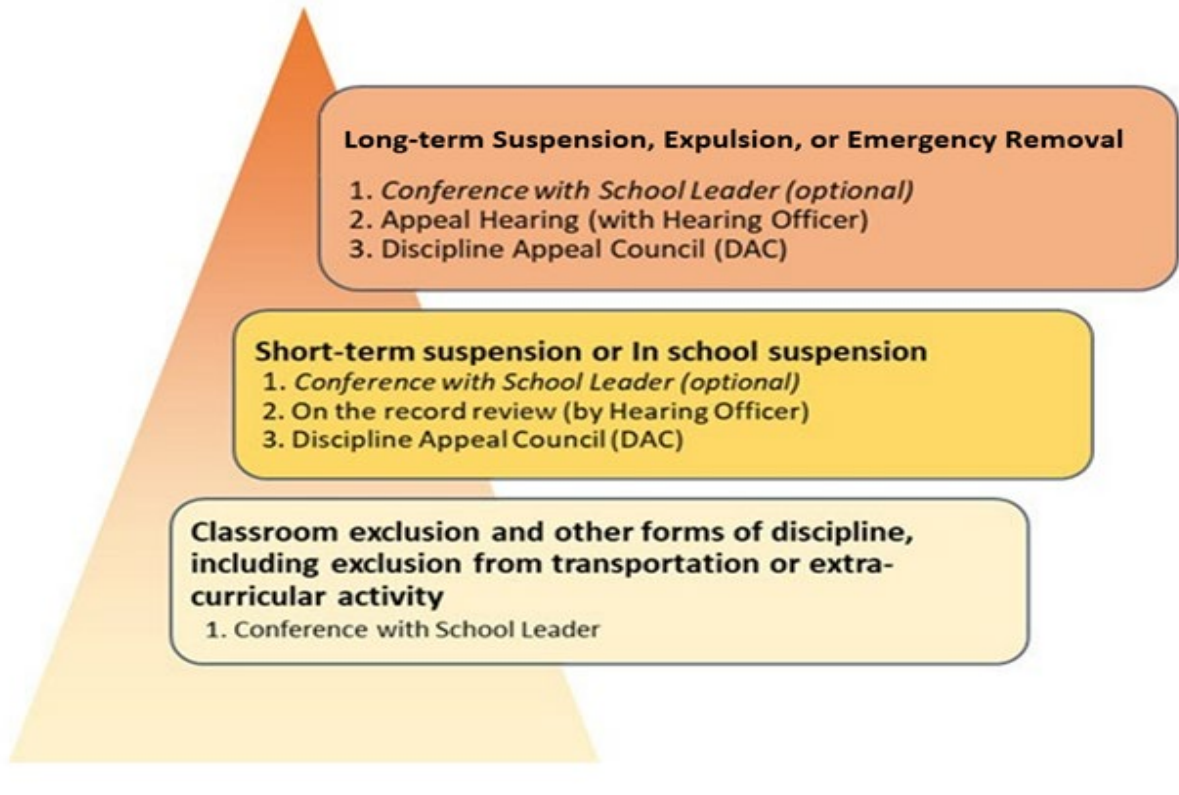 Long-term Suspension, Expulsion, or Emergency Removal
1. Conference with School Leader (optional)
2. Appeal Hearing (with Hearing Officer)
3. Discipline Appeal Council (DAC)
Short-term suspension or In school suspension
1. Conference with School Leader (optional)
2. On the record review (by Hearing Officer)
3. Discipline Appeal Council (DAC)
Classroom exclusion and other forms of discipline,
including exclusion from transportation or extra-
curricular activity
1. Conference with School Leader